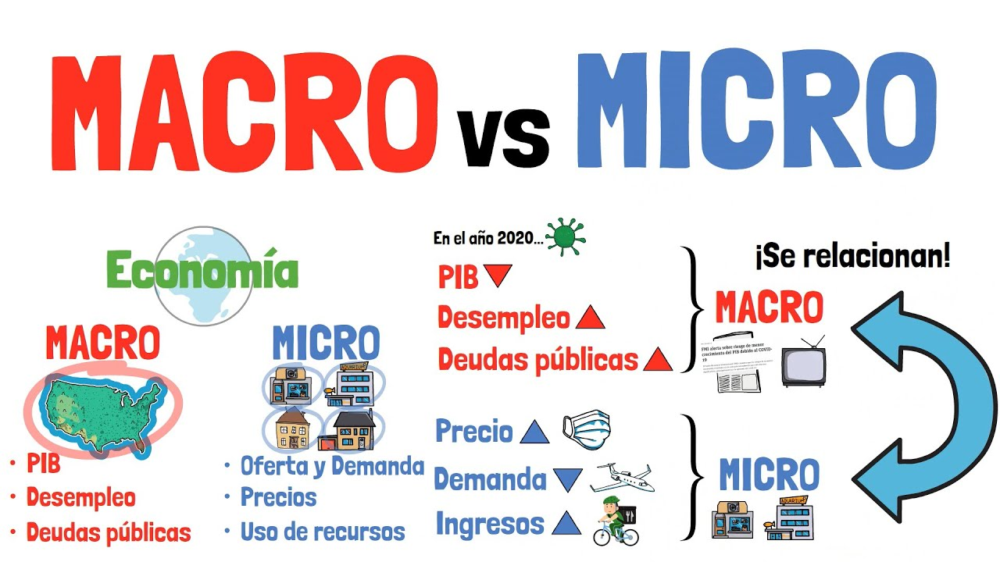 MACRO vs MICRO
Economía
MACRO
• PIB
• Desempleo
• Deudas públicas
MICRO
AQUARIUM
• Oferta y Demanda
• Precios
• Uso de recursos
En el año 2020...
PIB
Desempleo
Deudas públicas
Precio
Demanda
Ingresos
¡Se relacionan!
MACRO
FMI alerta sobre riesgo de menor
crecimiento del PIB debido al COVID-
19
MICRO
AQUARIUM